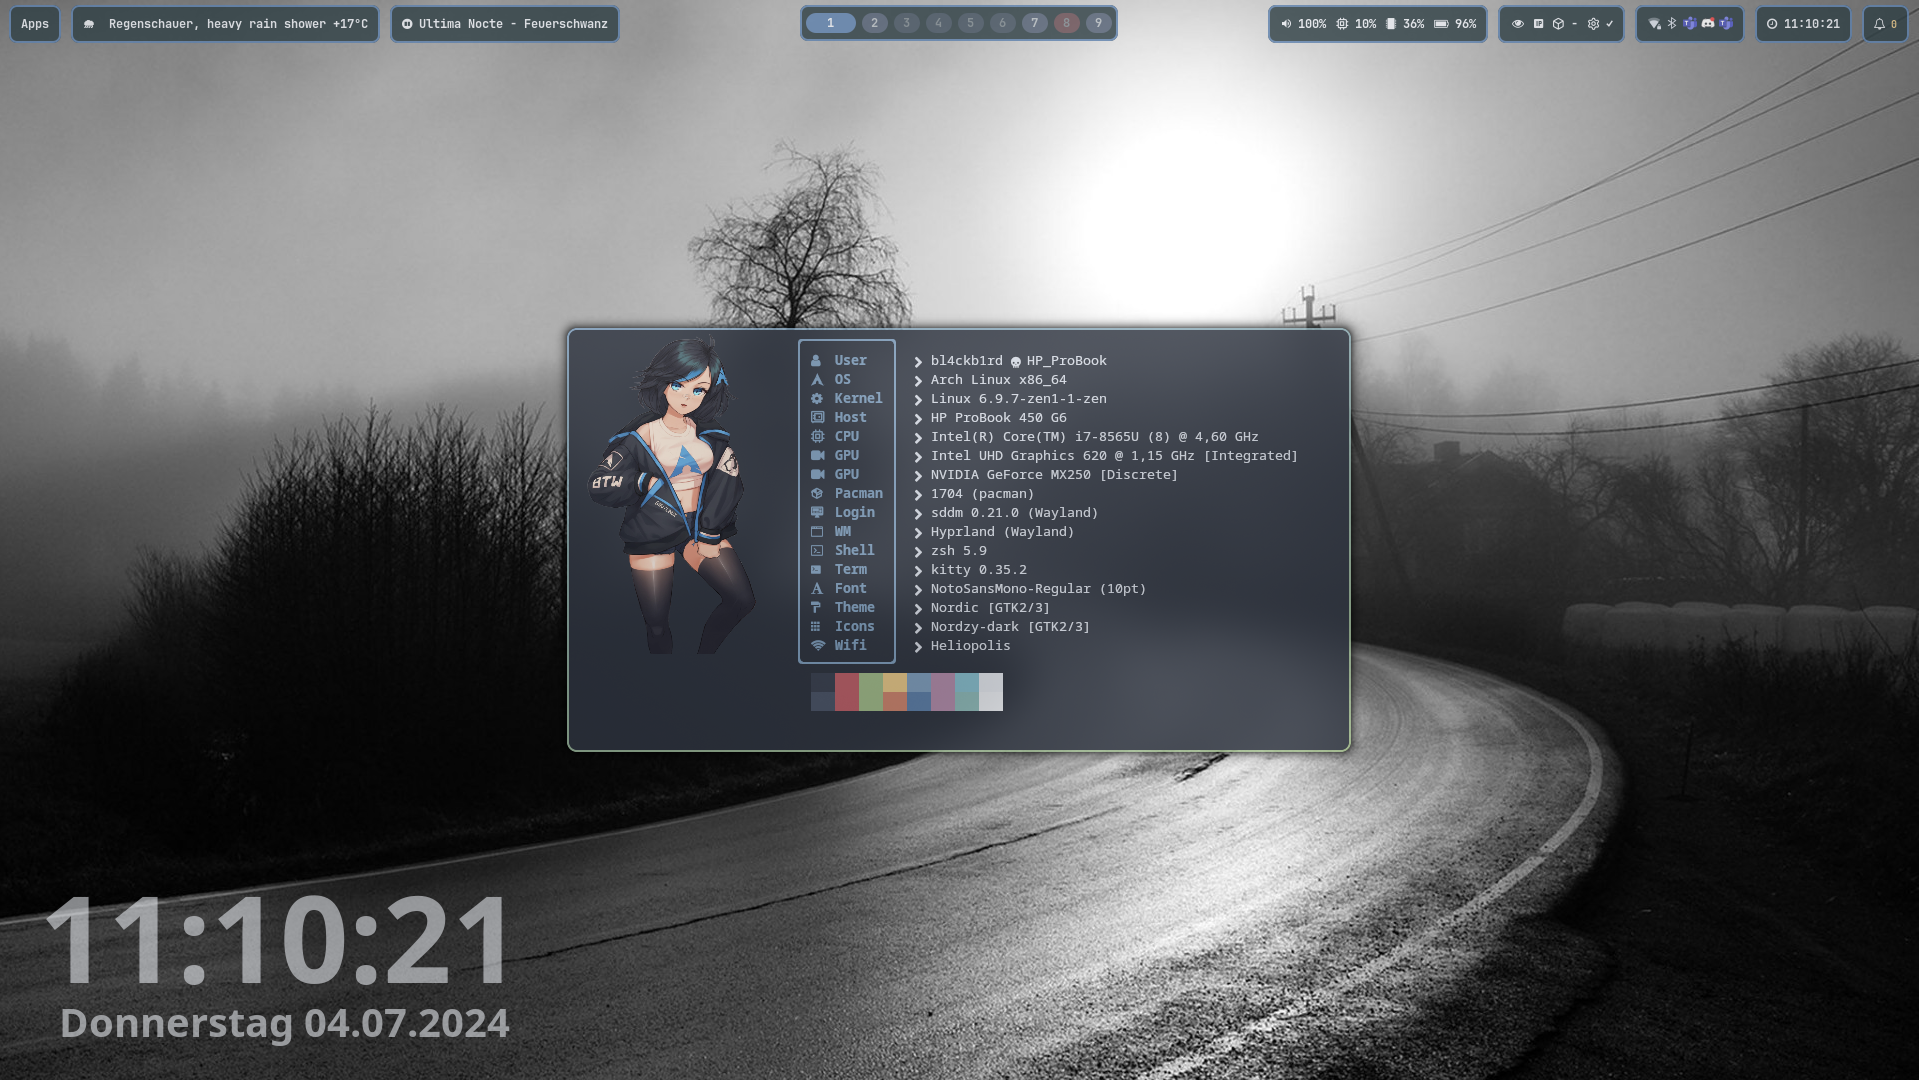 Apps
Regenschauer, heavy rain shower +17°C
Ultima Nocte - Feuerschwanz
1 2 3 4 5 6 7 8 9
100% 10% 36% 96%
-
11:10:21
0
User bl4ckb1rd HP_ProBook
OS Arch Linux x86_64
Kernel Linux 6.9.7-zen1-1-zen
Host HP ProBook 450 G6
CPU Intel(R) Core(TM) i7-8565U (8) @ 4,60 GHz
GPU Intel UHD Graphics 620 @ 1,15 GHz [Integrated]
GPU NVIDIA GeForce MX250 [Discrete]
Pacman 1704 (pacman)
Login sddm 0.21.0 (Wayland)
WM Hyprland (Wayland)
Shell zsh 5.9
Term kitty 0.35.2
Font NotoSansMono-Regular (10pt)
Theme Nordic [GTK2/3]
Icons Nordzy-dark [GTK2/3]
Wifi Heliopolis
BTW
11:10:21
Donnerstag 04.07.2024